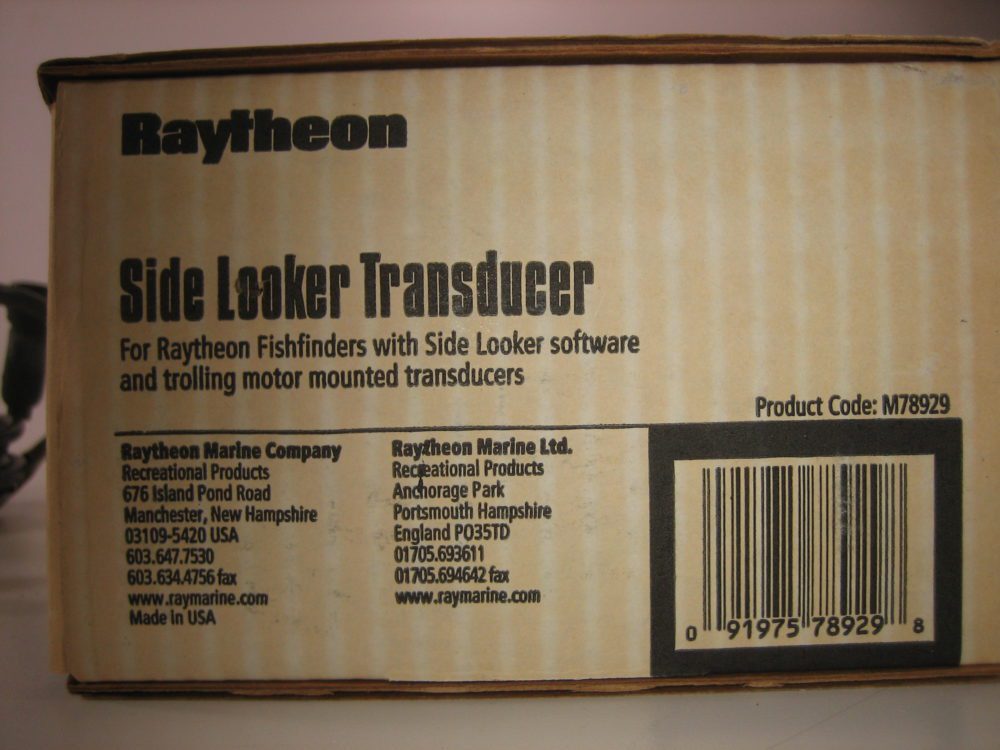 Raytheon
Side Looker Transducer
For Raytheon Fishfinders with Side Looker software
and trolling motor mounted transducers
Product Code: M78929
Raytheon Marine Company
Recreational Products
676 Island Pond Road
Manchester, New Hampshire
03109-5420 USA
603.647.7530
603.634.4756 fax
www.raymarine.com
Made in USA
Raytheon Marine Ltd.
Recreational Products
Anchorage Park
Portsmouth Hampshire
England PO35TD
01705.693611
01705.694642 fax
www.raymarine.com
0 91975 78929 8